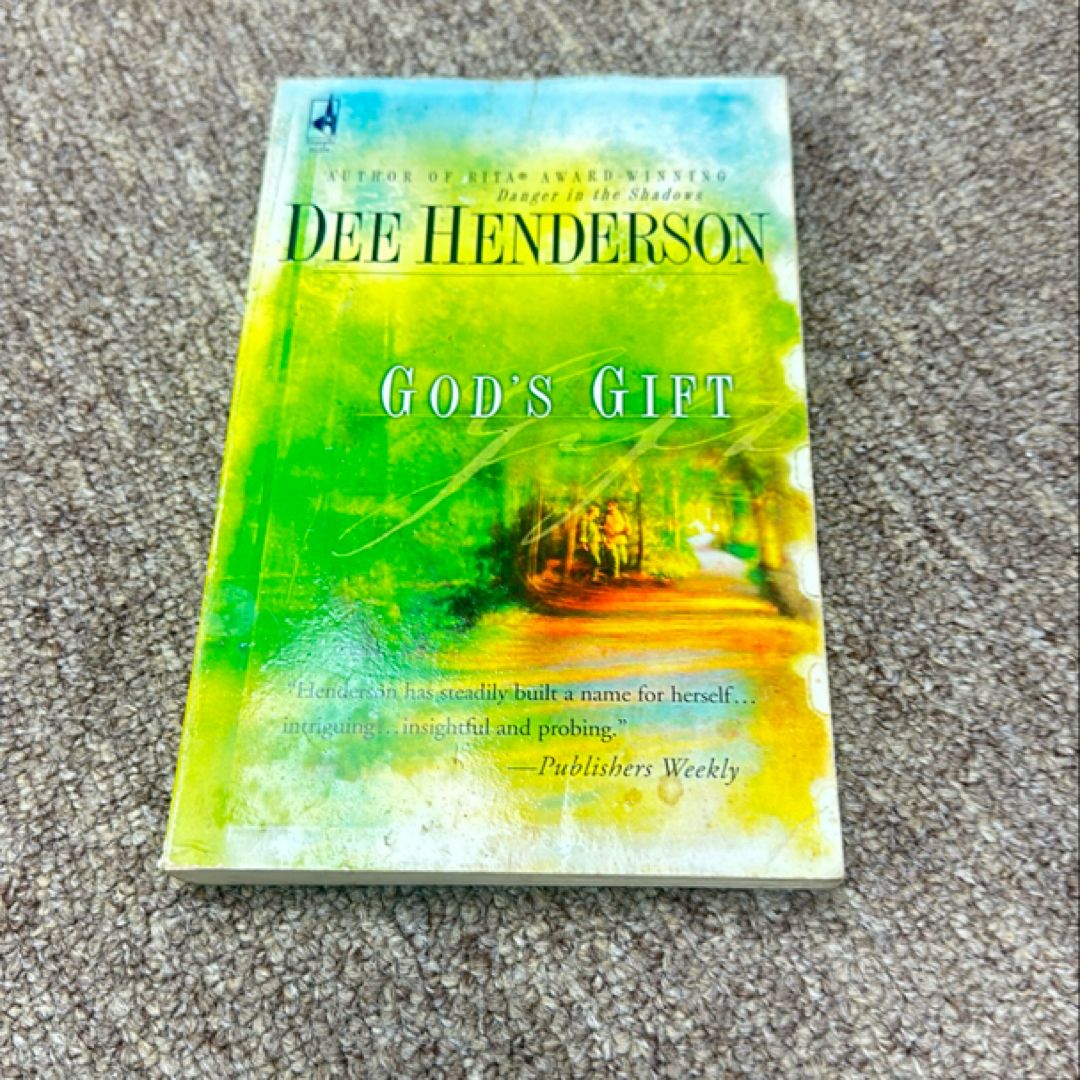 AUTHOR OF RITA® AWARD-WINNING
Danger in the Shadows
DEE HENDERSON
GOD'S GIFT
gift
"Henderson has steadily built a name for herself...
intriguing...insightful and probing."
—Publishers Weekly